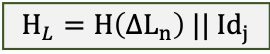 H_L = H(ΔL_n) || Id_j